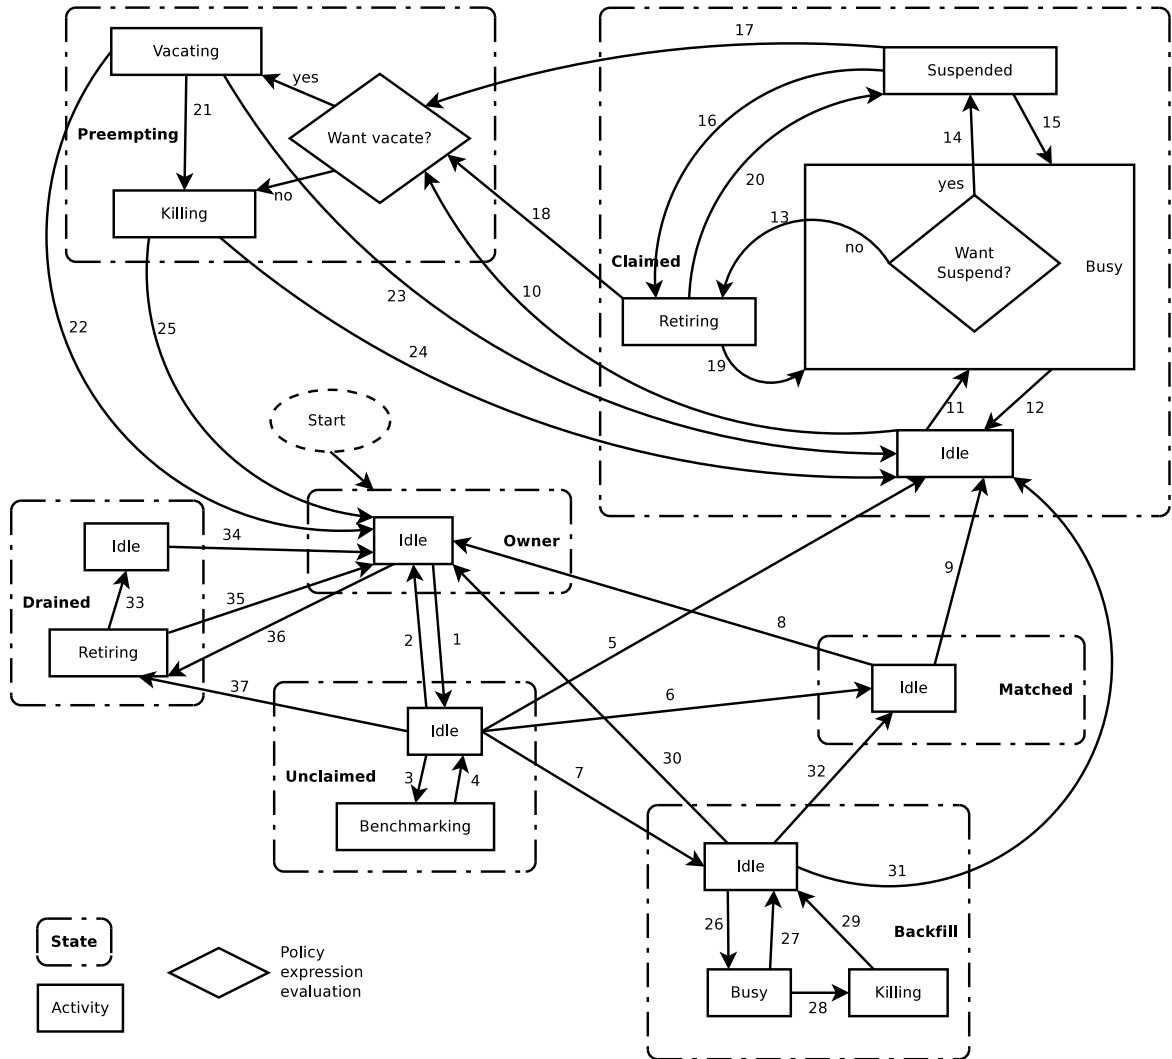 Vacating
yes
21
Preempting
Want vacate?
Killing
no
17
Suspended
16
15
14
20
yes
18
13
no
Want
Suspend?
Busy
Claimed
Retiring
19
10
23
22
25
24
11
12
Start
Idle
Idle
34
Idle
Owner
Drained
33
35
36
Retiring
2
1
5
8
9
37
6
Idle
Matched
Idle
Unclaimed
3
4
7
30
32
Benchmarking
Idle
31
26
27
29
Backfill
Busy
28
Killing
State
Activity
Policy
expression
evaluation